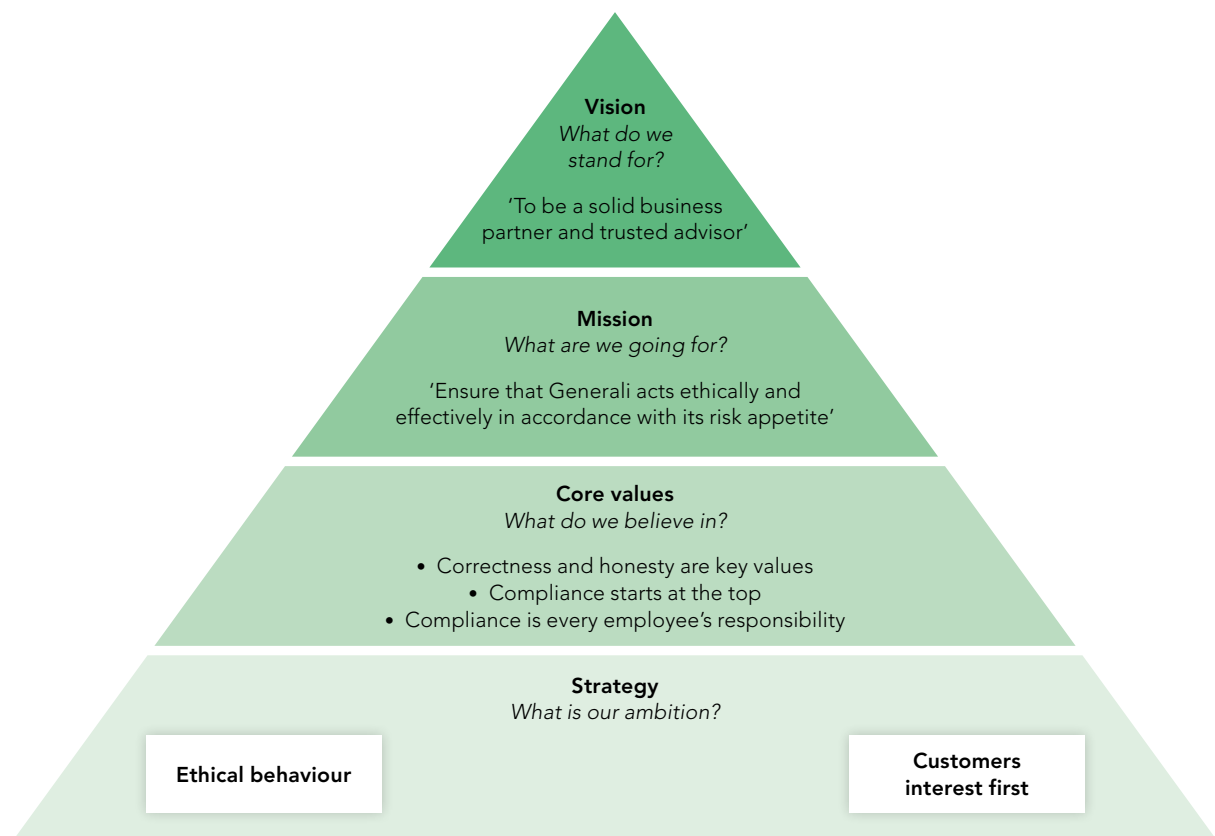 Vision
What do we
stand for?
‘To be a solid business
partner and trusted advisor’
Mission
What are we going for?
‘Ensure that Generali acts ethically and
effectively in accordance with its risk appetite’
Core values
What do we believe in?
• Correctness and honesty are key values
• Compliance starts at the top
• Compliance is every employee’s responsibility
Strategy
What is our ambition?
Ethical behaviour
Customers
interest first